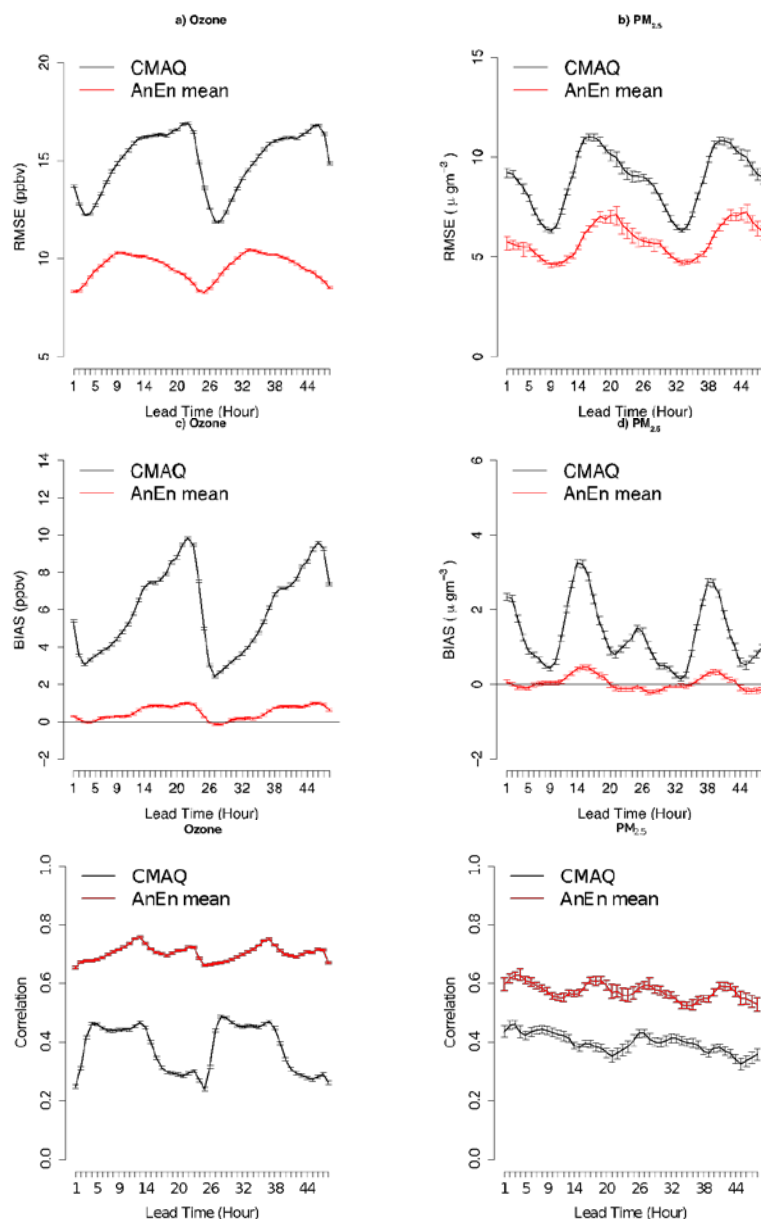 a) Ozone
20
15
10
5
RMSE (ppbv)
CMAQ
AnEn mean
1 5 9 14 20 26 32 38 44
Lead Time (Hour)
b) PM2.5
15
10
5
0
RMSE ( μ gm−3 )
CMAQ
AnEn mean
1 5 9 14 20 26 32 38 44
Lead Time (Hour)
c) Ozone
14
12
10
8
6
4
2
0
−2
BIAS (ppbv)
CMAQ
AnEn mean
1 5 9 14 20 26 32 38 44
Lead Time (Hour)
d) PM2.5
6
4
2
0
−2
BIAS ( μ gm−3 )
CMAQ
AnEn mean
1 5 9 14 20 26 32 38 44
Lead Time (Hour)
Ozone
1.0
0.8
0.6
0.4
0.2
0.0
Correlation
CMAQ
AnEn mean
1 5 9 14 20 26 32 38 44
Lead Time (Hour)
PM2.5
1.0
0.8
0.6
0.4
0.2
0.0
Correlation
CMAQ
AnEn mean
1 5 9 14 20 26 32 38 44
Lead Time (Hour)